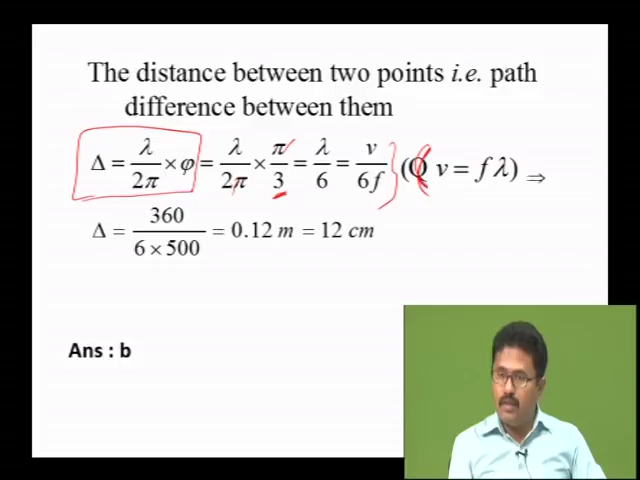 The distance between two points i.e. path
difference between them
Δ = λ/2π × φ = λ/2π × π/3 = λ/6 = v/6f (Q v = fλ) ⇒
Δ = 360/6 × 500 = 0.12 m = 12 cm
Ans : b